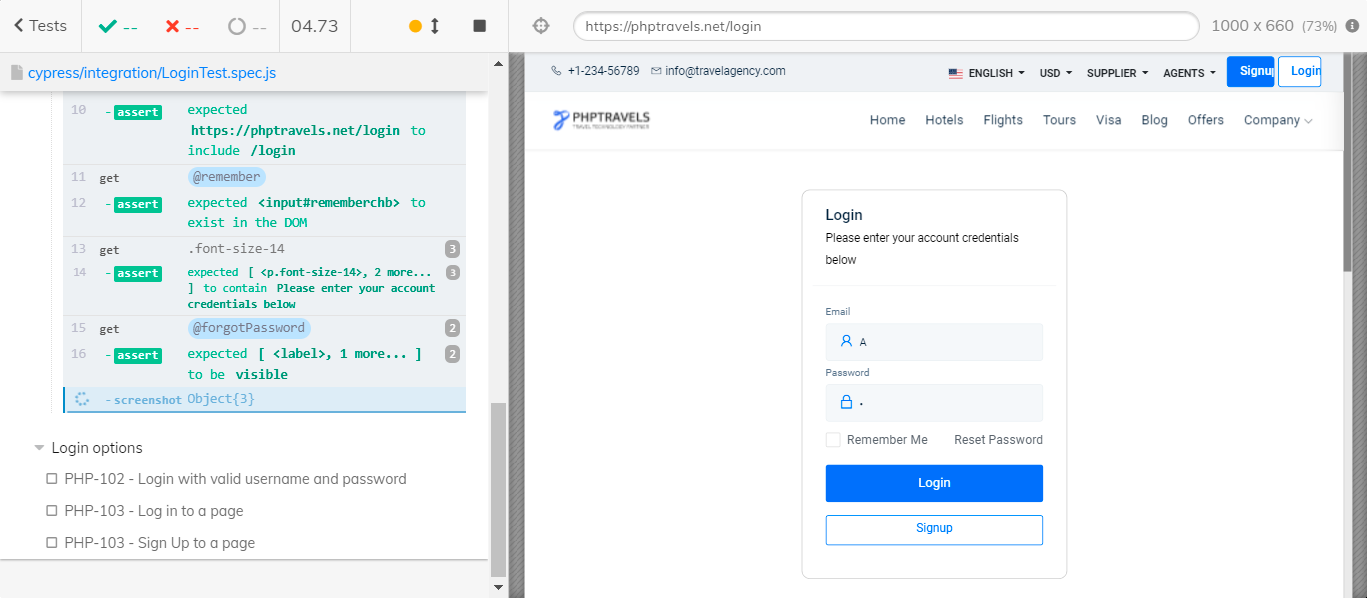 Tests
--
--
--
04.73
https://phptravels.net/login
1000 x 660 (73%)
cypress/integration/LoginTest.spec.js
10 - assert expected
https://phptravels.net/login to
include /login
11 get @remember
12 - assert expected <input#rememberchb> to
exist in the DOM
13 get .font-size-14 3
14 - assert expected [ <p.font-size-14>, 2 more... 3
] to contain Please enter your account
credentials below
15 get @forgotPassword 2
16 - assert expected [ <label>, 1 more... ] 2
to be visible
- screenshot Object{3}
Login options
PHP-102 - Login with valid username and password
PHP-103 - Log in to a page
PHP-103 - Sign Up to a page
+1-234-56789 info@travelagency.com
ENGLISH USD SUPPLIER AGENTS Signup Login
PHPTRAVELS
TRAVEL TECHNOLOGY PARTNER
Home Hotels Flights Tours Visa Blog Offers Company
Login
Please enter your account credentials
below
Email
A
Password
Remember Me Reset Password
Login
Signup